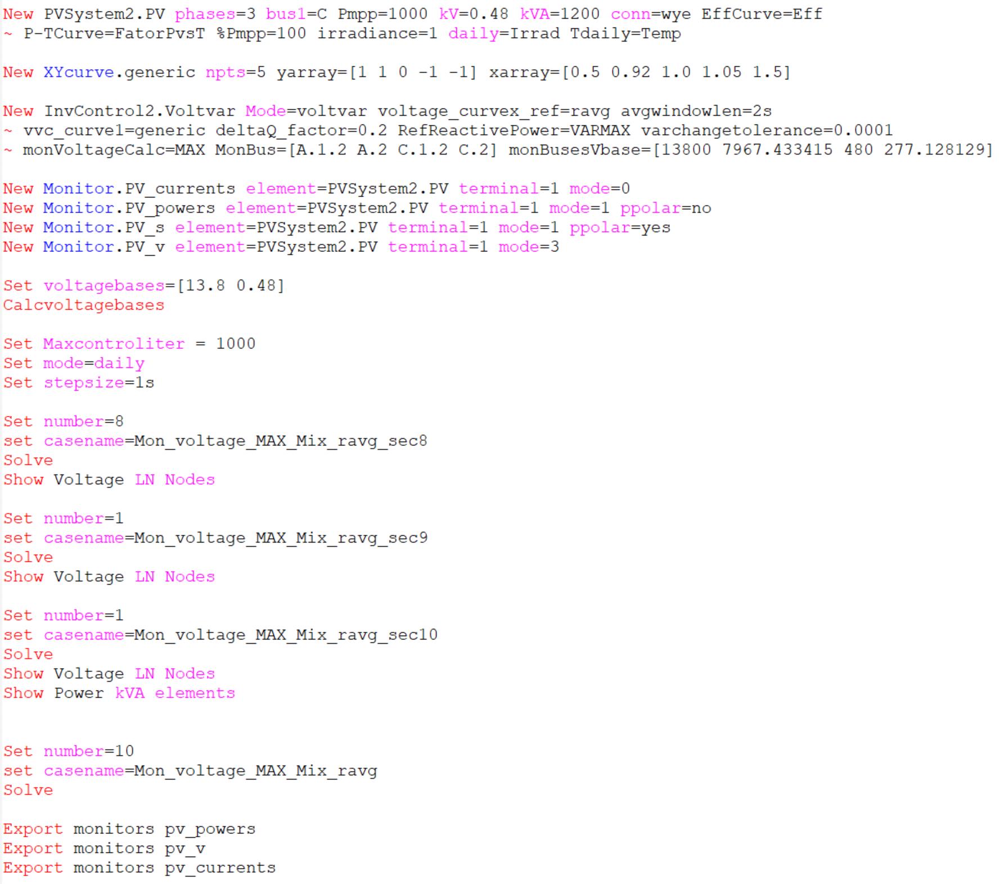 New PVSystem2.PV phases=3 bus1=C Pmpp=1000 kV=0.48 kVA=1200 conn=wye EffCurve=Eff
~ P-TCurve=FatorPvsT %Pmpp=100 irradiance=1 daily=Irrad Tdaily=Temp
New XYcurve.generic npts=5 yarray=[1 1 0 -1 -1] xarray=[0.5 0.92 1.0 1.05 1.5]
New InvControl2.Voltvar Mode=voltvar voltage_curvex_ref=ravg avgwindowlen=2s
~ vvc_curve1=generic deltaQ_factor=0.2 RefReactivePower=VARMAX varchangetolerance=0.0001
~ monVoltageCalc=MAX MonBus=[A.1.2 A.2 C.1.2 C.2] monBusesVbase=[13800 7967.433415 480 277.128129]
New Monitor.PV_currents element=PVSystem2.PV terminal=1 mode=0
New Monitor.PV_powers element=PVSystem2.PV terminal=1 mode=1 ppolar=no
New Monitor.PV_s element=PVSystem2.PV terminal=1 mode=1 ppolar=yes
New Monitor.PV_v element=PVSystem2.PV terminal=1 mode=3
Set voltagebases=[13.8 0.48]
Calcvoltagebases
Set Maxcontroliter = 1000
Set mode=daily
Set stepsize=1s
Set number=8
set casename=Mon_voltage_MAX_Mix_ravg_sec8
Solve
Show Voltage LN Nodes
Set number=1
set casename=Mon_voltage_MAX_Mix_ravg_sec9
Solve
Show Voltage LN Nodes
Set number=1
set casename=Mon_voltage_MAX_Mix_ravg_sec10
Solve
Show Voltage LN Nodes
Show Power kVA elements
Set number=10
set casename=Mon_voltage_MAX_Mix_ravg
Solve
Export monitors pv_powers
Export monitors pv_v
Export monitors pv_currents